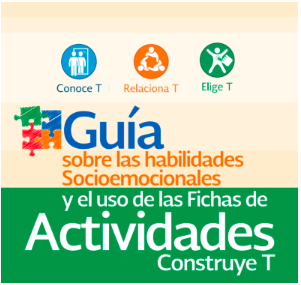 Conoce T
Relaciona T
Elige T
Guía
sobre las habilidades
Socioemocionales
y el uso de las Fichas de
Actividades
Construye T